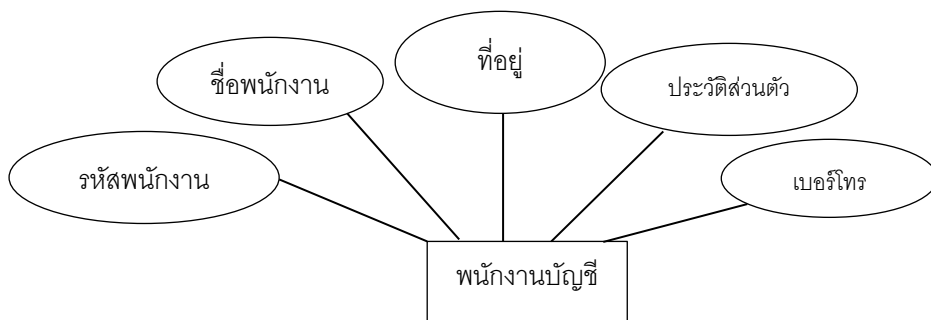 ที่อยู่
ชื่อพนักงาน
ประวัติส่วนตัว
รหัสพนักงาน
เบอร์โทร
พนักงานบัญชี